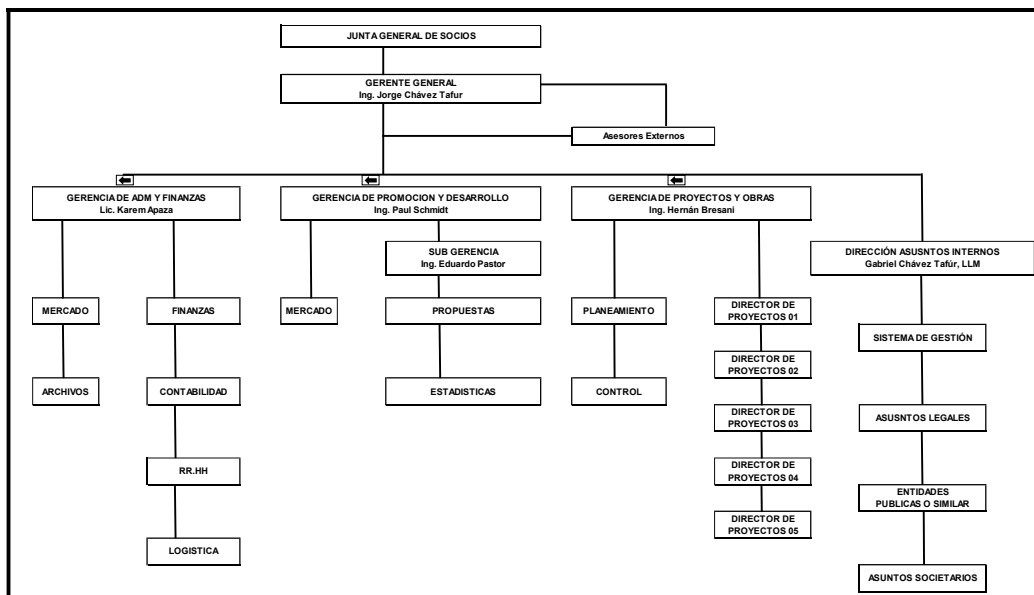 JUNTA GENERAL DE SOCIOS
GERENTE GENERAL
Ing. Jorge Chávez Tafur
Asesores Externos
GERENCIA DE ADM Y FINANZAS
Lic. Karem Apaza
GERENCIA DE PROMOCION Y DESARROLLO
Ing. Paul Schmidt
GERENCIA DE PROYECTOS Y OBRAS
Ing. Hernán Bresani
SUB GERENCIA
Ing. Eduardo Pastor
DIRECCIÓN ASUSNTOS INTERNOS
Gabriel Chávez Tafúr, LLM
MERCADO
FINANZAS
MERCADO
PROPUESTAS
PLANEAMIENTO
DIRECTOR DE
PROYECTOS 01
SISTEMA DE GESTIÓN
DIRECTOR DE
PROYECTOS 02
ARCHIVOS
CONTABILIDAD
ESTADISTICAS
CONTROL
DIRECTOR DE
PROYECTOS 03
ASUSNTOS LEGALES
RR.HH
DIRECTOR DE
PROYECTOS 04
ENTIDADES
PUBLICAS O SIMILAR
DIRECTOR DE
PROYECTOS 05
LOGISTICA
ASUNTOS SOCIETARIOS